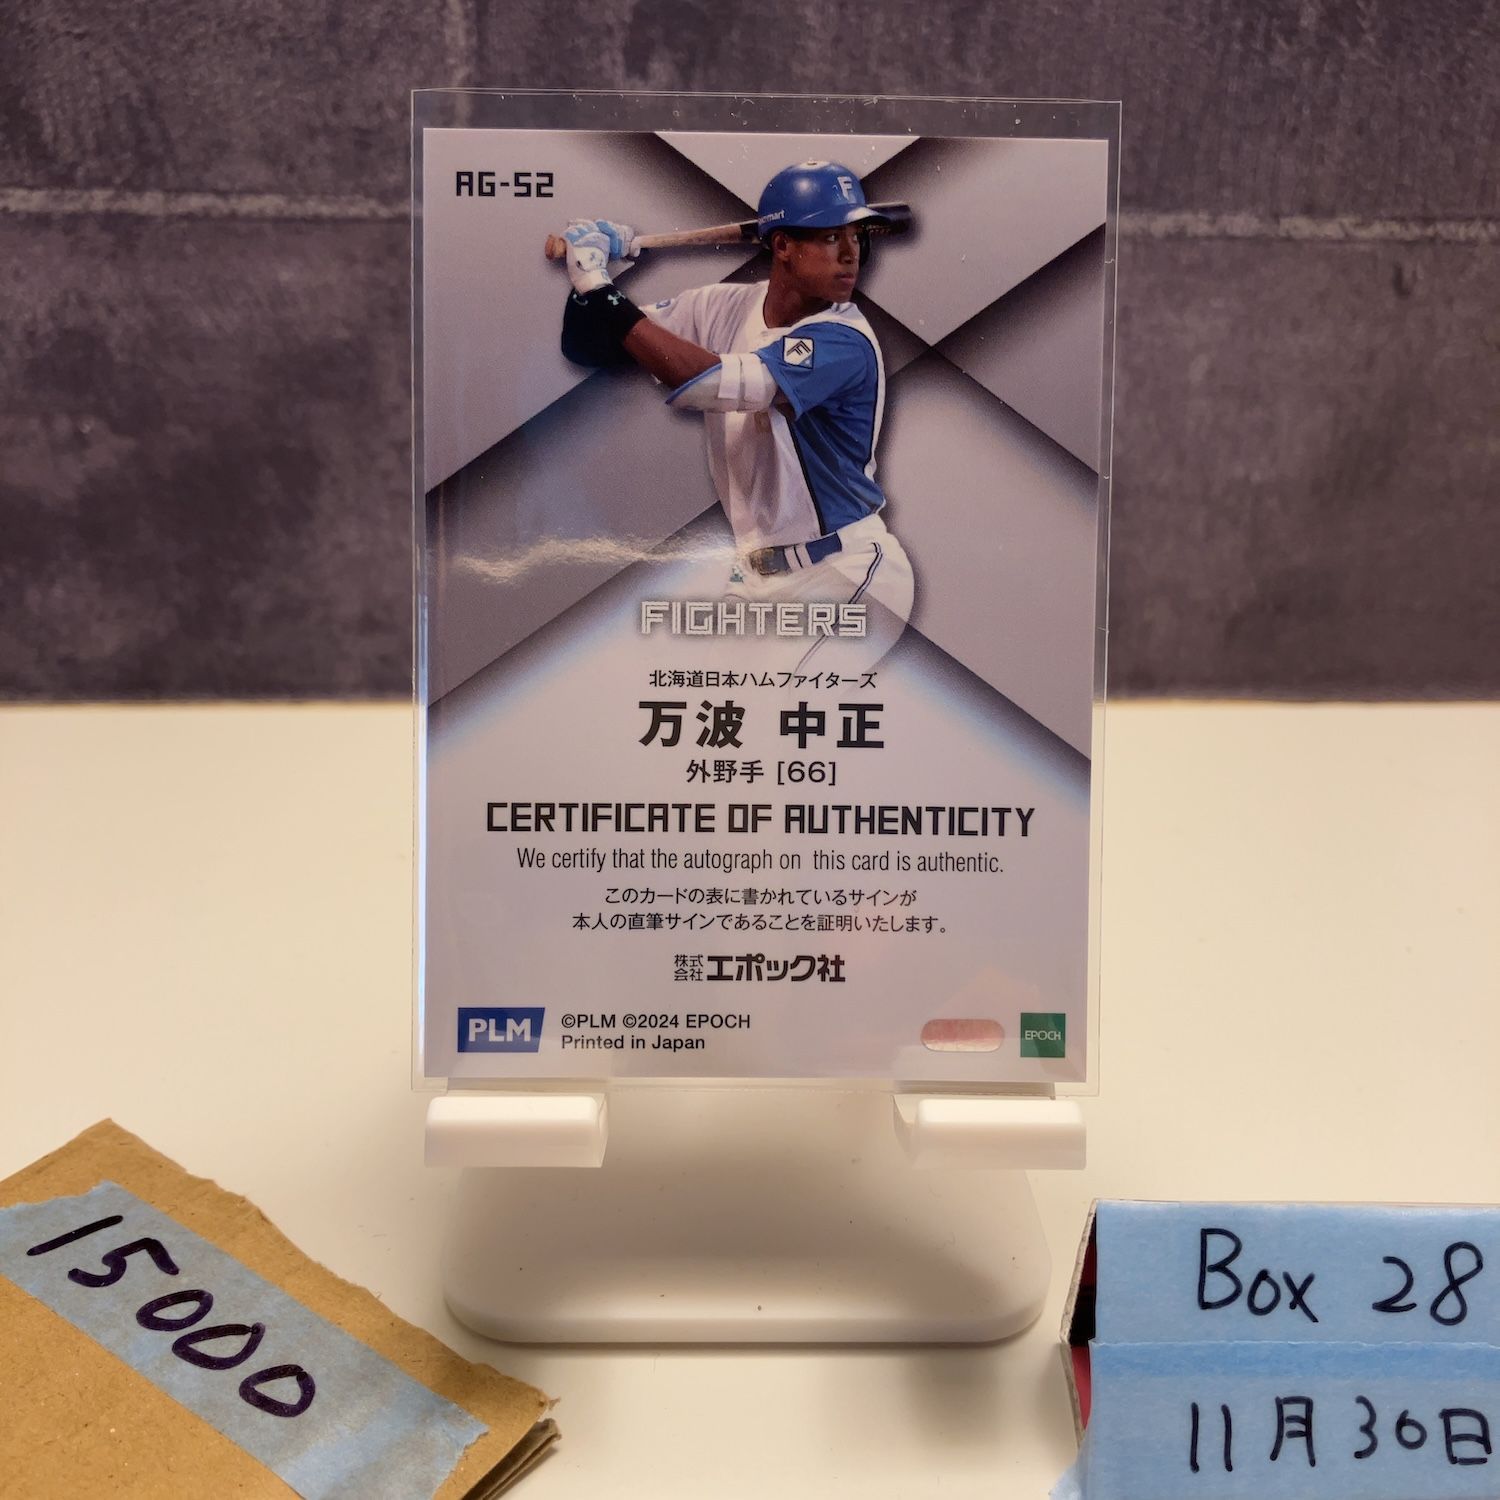 AG-52
F
F
FIGHTERS
北海道日本ハムファイターズ
万波 中正
外野手 [66]
CERTIFICATE OF AUTHENTICITY
We certify that the autograph on this card is authentic.
このカードの表に書かれているサインが
本人の直筆サインであることを証明いたします。
株式会社エポック社
PLM
©PLM ©2024 EPOCH
Printed in Japan
EPOCH
15000
Box 28
11月30日